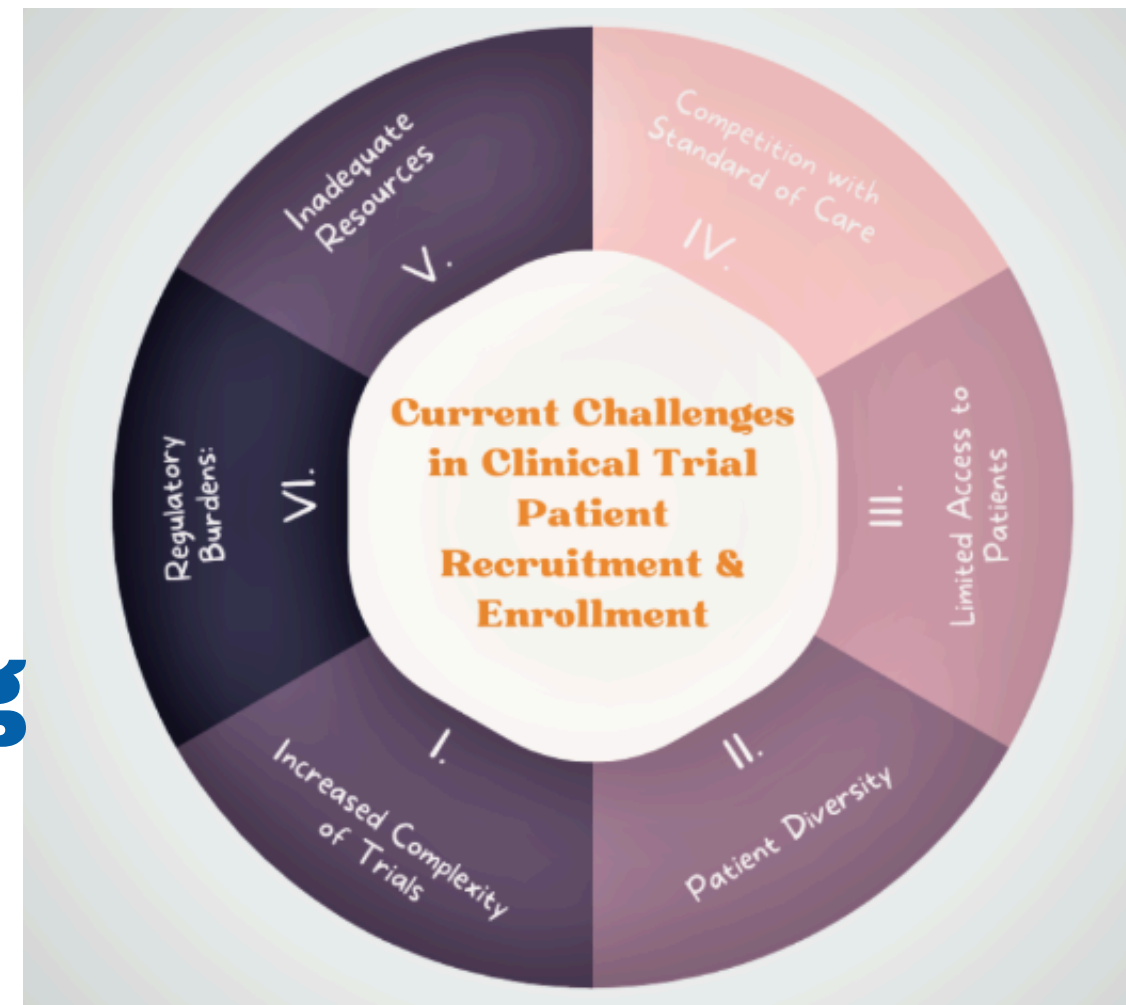 g
Current Challenges
in Clinical Trial
Patient
Recruitment &
Enrollment
I.
Increased Complexity
of Trials
II.
Patient Diversity
III.
Limited Access to
Patients
IV.
Competition with
Standard of Care
V.
Inadequate
Resources
VI.
Regulatory
Burdens: